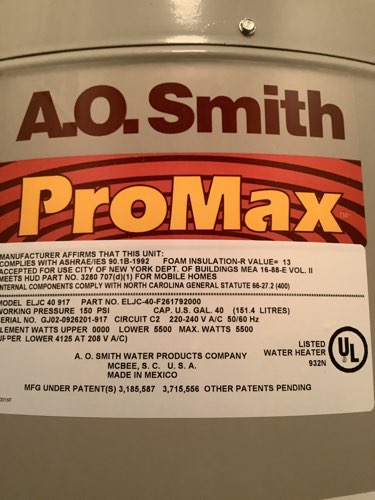 A.O. Smith
ProMax™
MANUFACTURER AFFIRMS THAT THIS UNIT:
COMPLIES WITH ASHRAE/IES 90.1B-1992 FOAM INSULATION-R VALUE= 13
ACCEPTED FOR USE CITY OF NEW YORK DEPT. OF BUILDINGS MEA 16-88-E VOL. II
MEETS HUD PART NO. 3280 707(d)(1) FOR MOBILE HOMES
INTERNAL COMPONENTS COMPLY WITH NORTH CAROLINA GENERAL STATUTE 66-27.2 (400)
MODEL ELJC 40 917 PART NO. ELJC-40-F261792000
WORKING PRESSURE 150 PSI CAP. U.S. GAL. 40 (151.4 LITRES)
SERIAL NO. GJ02-0926201-917 CIRCUIT C2 220-240 V A/C 50/60 Hz
ELEMENT WATTS UPPER 0000 LOWER 5500 MAX. WATTS 5500
UPPER LOWER 4125 AT 208 V A/C)
LISTED
WATER HEATER
932N
UL
A. O. SMITH WATER PRODUCTS COMPANY
MCBEE, S. C. U. S. A.
MADE IN MEXICO
MFG UNDER PATENT(S) 3,185,587 3,715,556 OTHER PATENTS PENDING